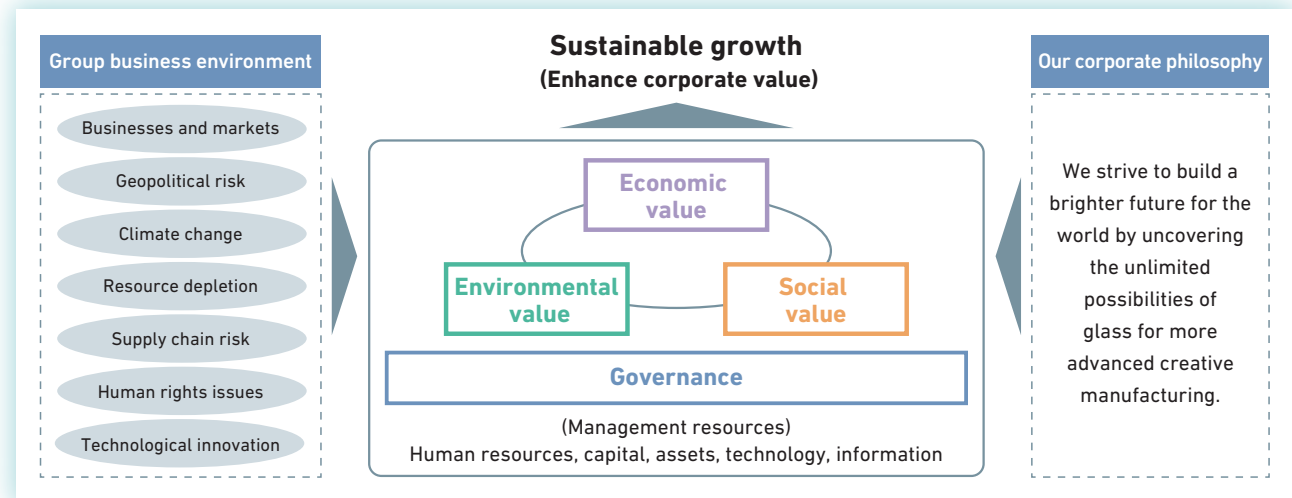 Group business environment
Businesses and markets
Geopolitical risk
Climate change
Resource depletion
Supply chain risk
Human rights issues
Technological innovation
Sustainable growth
(Enhance corporate value)
Economic
value
Environmental
value
Social
value
Governance
(Management resources)
Human resources, capital, assets, technology, information
Our corporate philosophy
We strive to build a
brighter future for the
world by uncovering
the unlimited
possibilities of
glass for more
advanced creative
manufacturing.